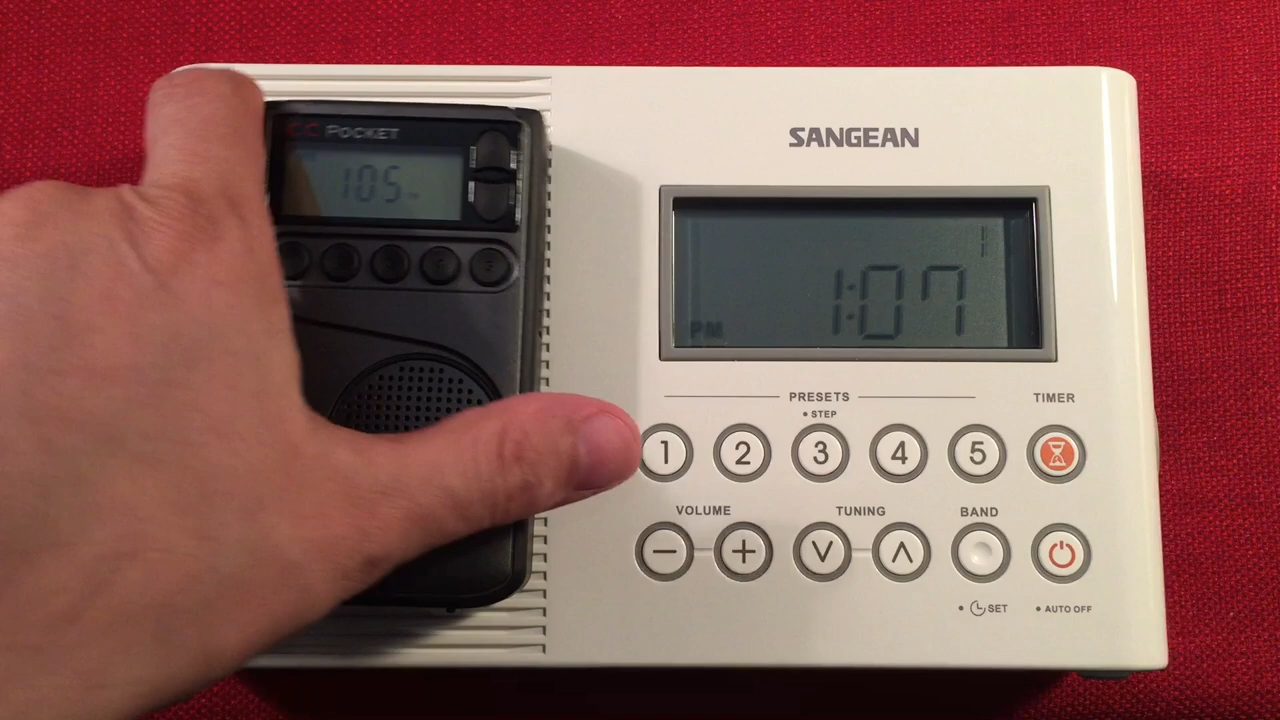 CC POCKET
105
SANGEAN
1:07
PM
PRESETS
TIMER
• STEP
1 2 3 4 5
VOLUME
TUNING
BAND
− +
• SET
• AUTO OFF